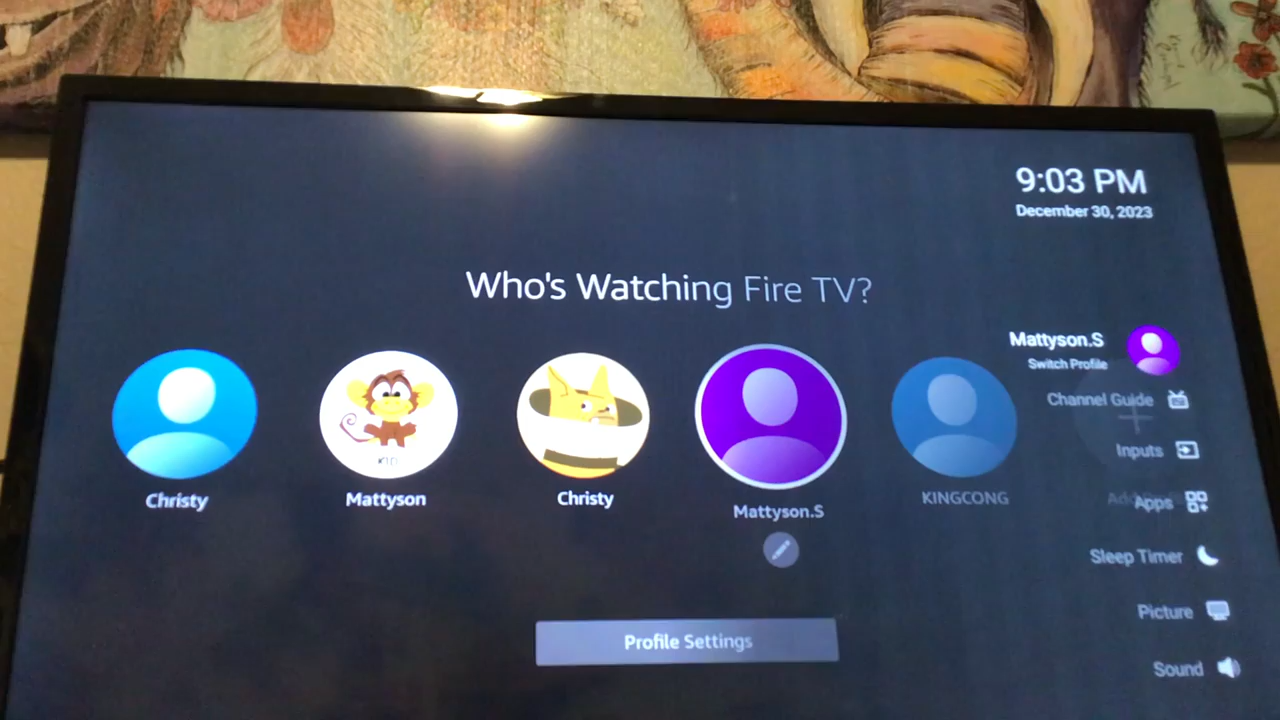 9:03 PM
December 30, 2023
Who's Watching Fire TV?
Mattyson.S
Switch Profile
Channel Guide
Inputs
Apps
Sleep Timer
Picture
Sound
Christy
Mattyson
Christy
Mattyson.S
KINGCONG
Profile Settings